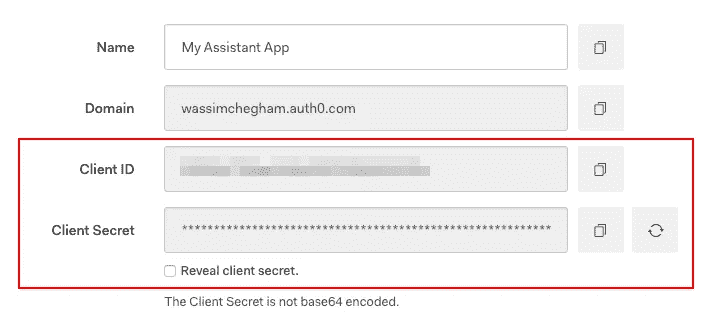 Name My Assistant App
Domain wassimchegham.auth0.com
Client ID
Client Secret ************************************************************
Reveal client secret.
The Client Secret is not base64 encoded.